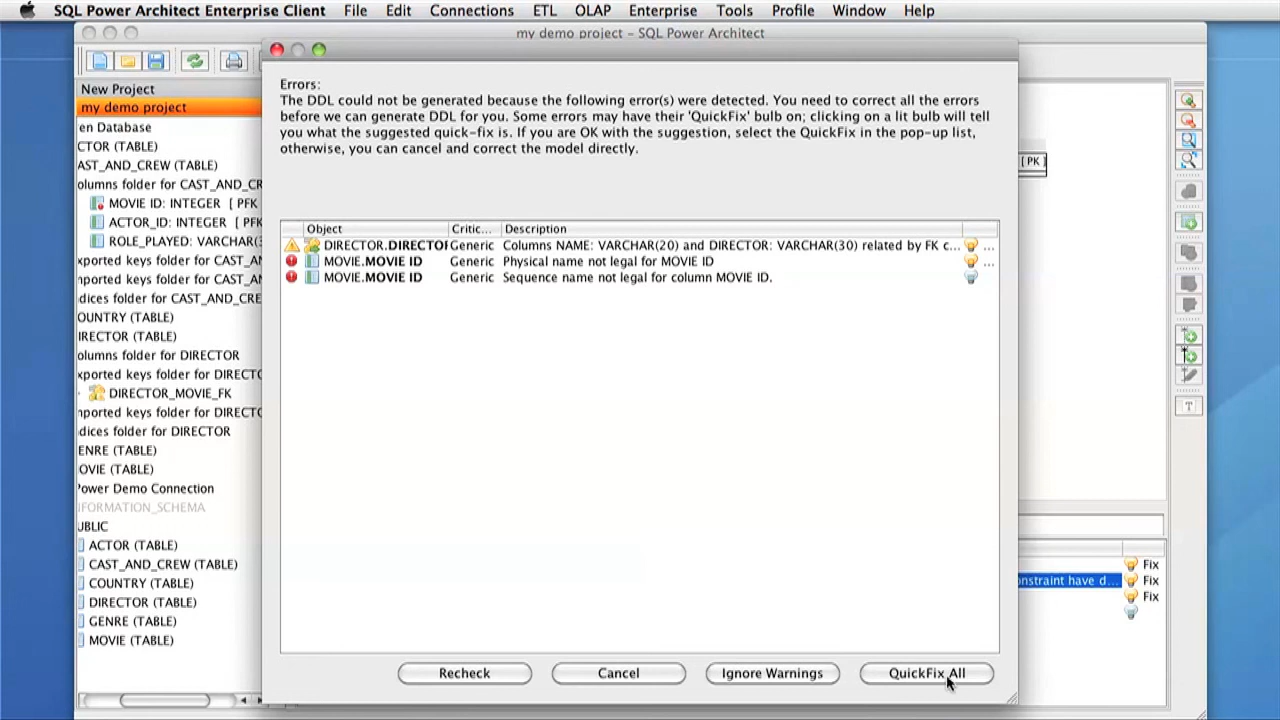 SQL Power Architect Enterprise Client File Edit Connections ETL OLAP Enterprise Tools Profile Window Help
my demo project – SQL Power Architect
New Project
my demo project
en Database
CTOR (TABLE)
AST_AND_CREW (TABLE)
olumns folder for CAST_AND_CR
MOVIE ID: INTEGER [ PFK
ACTOR_ID: INTEGER [ PFK
ROLE_PLAYED: VARCHAR(3
xported keys folder for CAST_AN
nported keys folder for CAST_AN
dices folder for CAST_AND_CREW
OUNTRY (TABLE)
IRECTOR (TABLE)
olumns folder for DIRECTOR
xported keys folder for DIRECTO
DIRECTOR_MOVIE_FK
nported keys folder for DIRECTO
dices folder for DIRECTOR
ENRE (TABLE)
OVIE (TABLE)
Power Demo Connection
NFORMATION_SCHEMA
UBLIC
ACTOR (TABLE)
CAST_AND_CREW (TABLE)
COUNTRY (TABLE)
DIRECTOR (TABLE)
GENRE (TABLE)
MOVIE (TABLE)
Errors:
The DDL could not be generated because the following error(s) were detected. You need to correct all the errors
before we can generate DDL for you. Some errors may have their 'QuickFix' bulb on; clicking on a lit bulb will tell
you what the suggested quick-fix is. If you are OK with the suggestion, select the QuickFix in the pop-up list,
otherwise, you can cancel and correct the model directly.
Object Critic... Description
DIRECTOR.DIRECTOR Generic Columns NAME: VARCHAR(20) and DIRECTOR: VARCHAR(30) related by FK c... ...
MOVIE.MOVIE ID Generic Physical name not legal for MOVIE ID ...
MOVIE.MOVIE ID Generic Sequence name not legal for column MOVIE ID.
Recheck Cancel Ignore Warnings QuickFix All
[ PK ]
Fix
onstraint have d... Fix
Fix
T